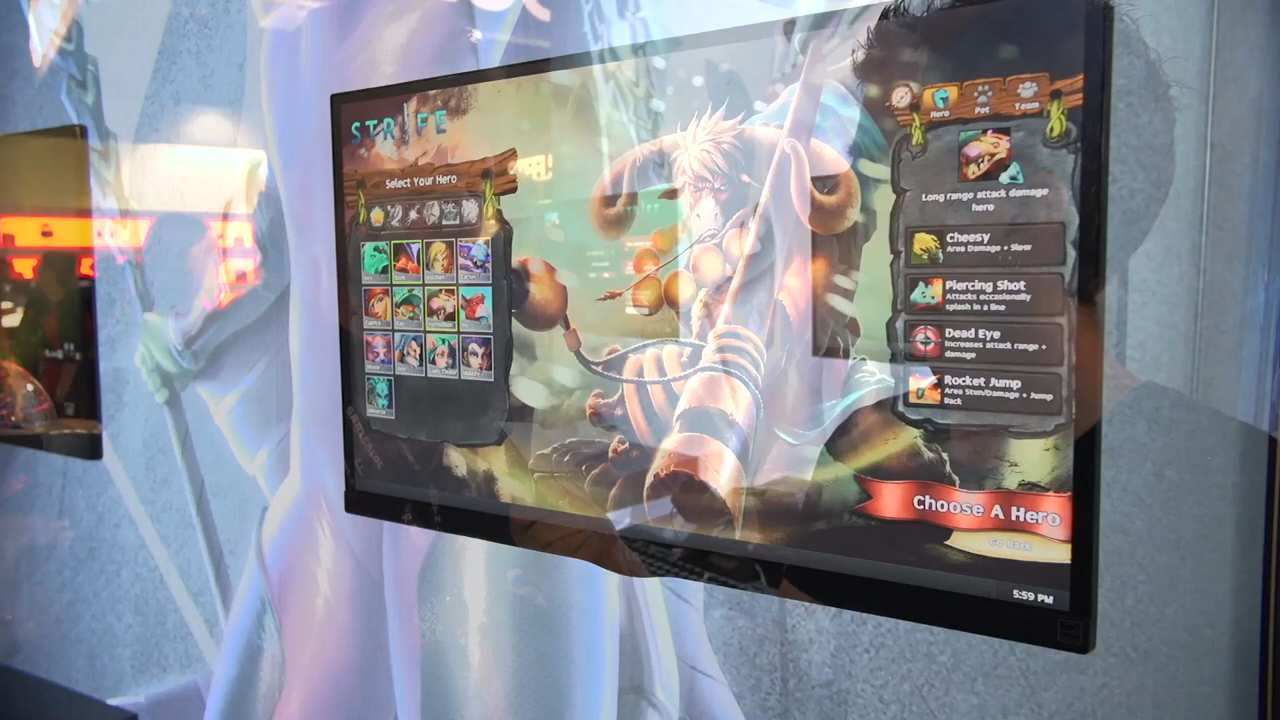 STRIFE
Select Your Hero
Hero
Pet
Team
Long range attack damage
hero
Cheesy
Area Damage + Slow
Piercing Shot
Attacks occasionally
splash in a line
Dead Eye
Increases attack range +
damage
Rocket Jump
Area Stun/Damage + Jump
Back
Choose A Hero
Go Back
5:59 PM